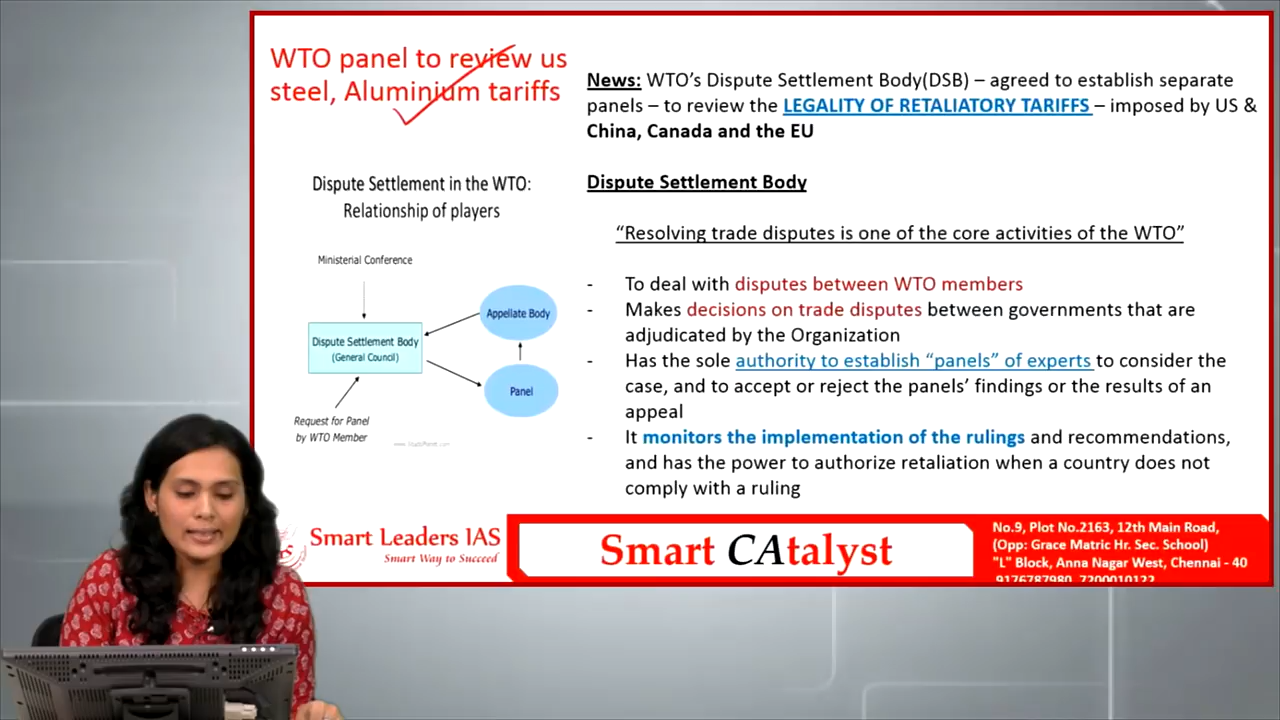 WTO panel to review us
steel, Aluminium tariffs
Dispute Settlement in the WTO:
Relationship of players
Ministerial Conference
Dispute Settlement Body
(General Council)
Appellate Body
Panel
Request for Panel
by WTO Member
News: WTO's Dispute Settlement Body(DSB) – agreed to establish separate
panels – to review the LEGALITY OF RETALIATORY TARIFFS – imposed by US &
China, Canada and the EU
Dispute Settlement Body
“Resolving trade disputes is one of the core activities of the WTO”
- To deal with disputes between WTO members
- Makes decisions on trade disputes between governments that are
adjudicated by the Organization
- Has the sole authority to establish “panels” of experts to consider the
case, and to accept or reject the panels’ findings or the results of an
appeal
- It monitors the implementation of the rulings and recommendations,
and has the power to authorize retaliation when a country does not
comply with a ruling
Smart Leaders IAS
Smart Way to Succeed
Smart CAtalyst
No.9, Plot No.2163, 12th Main Road,
(Opp: Grace Matric Hr. Sec. School)
"L" Block, Anna Nagar West, Chennai - 40
9176787980, 7200010122